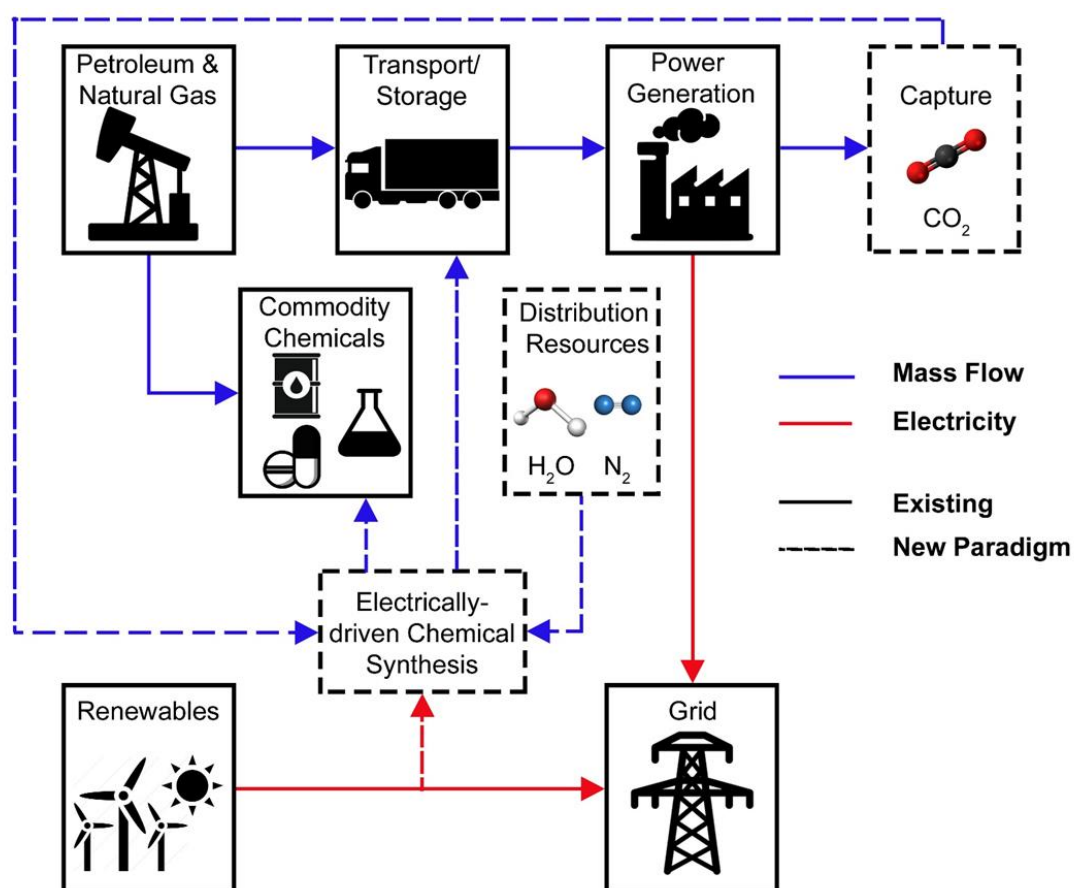 Petroleum &
Natural Gas
Transport/
Storage
Power
Generation
Capture
CO₂
Commodity
Chemicals
Distribution
Resources
H₂O
N₂
Mass Flow
Electricity
Existing
New Paradigm
Electrically-
driven Chemical
Synthesis
Renewables
Grid